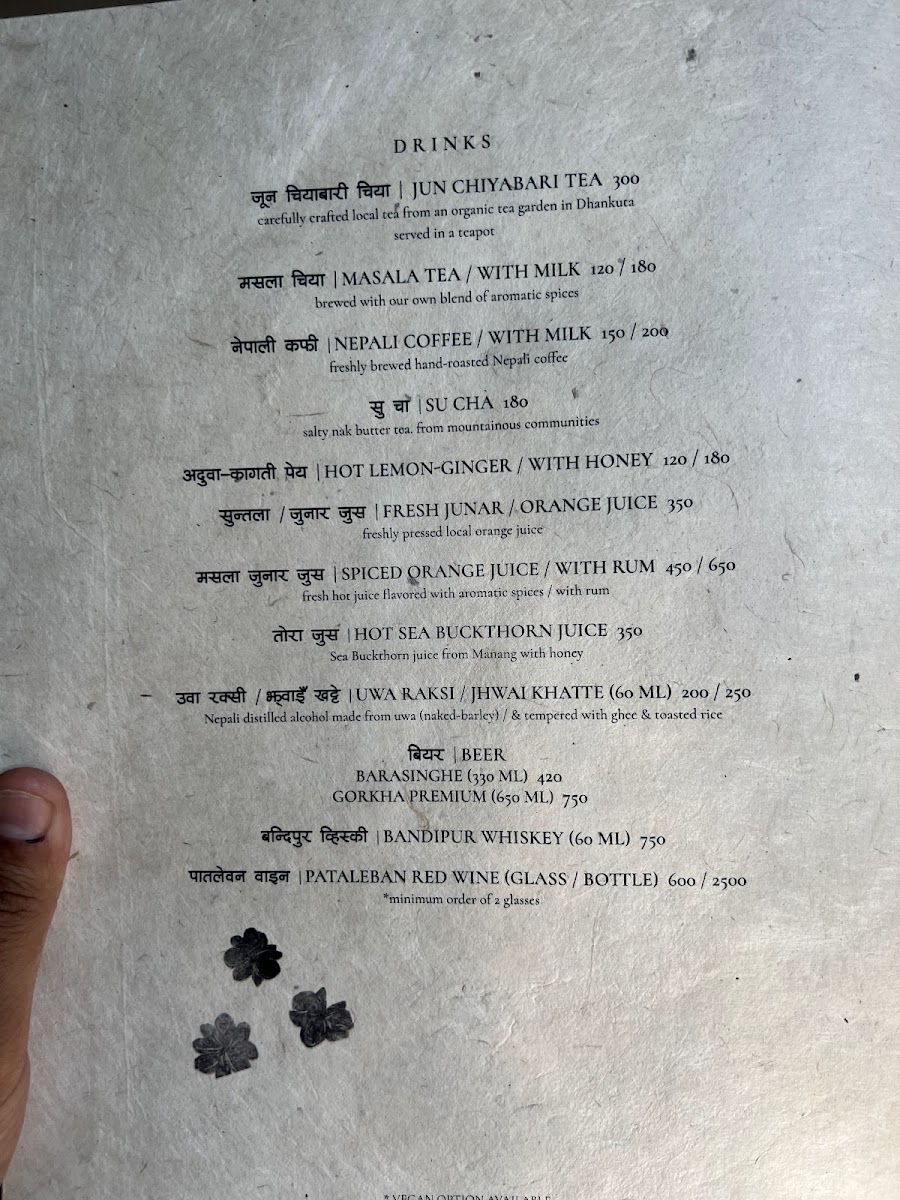 DRINKS
जून चियाबारी चिया | JUN CHIYABARI TEA 300
carefully crafted local tea from an organic tea garden in Dhankuta
served in a teapot
मसला चिया | MASALA TEA / WITH MILK 120 / 180
brewed with our own blend of aromatic spices
नेपाली कफी | NEPALI COFFEE / WITH MILK 150 / 200
freshly brewed hand-roasted Nepali coffee
सु चा | SU CHA 180
salty nak butter tea. from mountainous communities
अदुवा-कागती पेय | HOT LEMON-GINGER / WITH HONEY 120 / 180
सुन्तला / जुनार जुस | FRESH JUNAR / ORANGE JUICE 350
freshly pressed local orange juice
मसला जुनार जुस | SPICED ORANGE JUICE / WITH RUM 450 / 650
fresh hot juice flavored with aromatic spices / with rum
तोरा जुस | HOT SEA BUCKTHORN JUICE 350
Sea Buckthorn juice from Manang with honey
उवा रक्सी / झ्वाइँ खट्टे | UWA RAKSI / JHWAI KHATTE (60 ML) 200 / 250
Nepali distilled alcohol made from uwa (naked-barley) / & tempered with ghee & toasted rice
बियर | BEER
BARASINGHE (330 ML) 420
GORKHA PREMIUM (650 ML) 750
बन्दिपुर व्हिस्की | BANDIPUR WHISKEY (60 ML) 750
पातलेवन वाइन | PATALEBAN RED WINE (GLASS / BOTTLE) 600 / 2500
*minimum order of 2 glasses
* VEGAN OPTION AVAILABLE